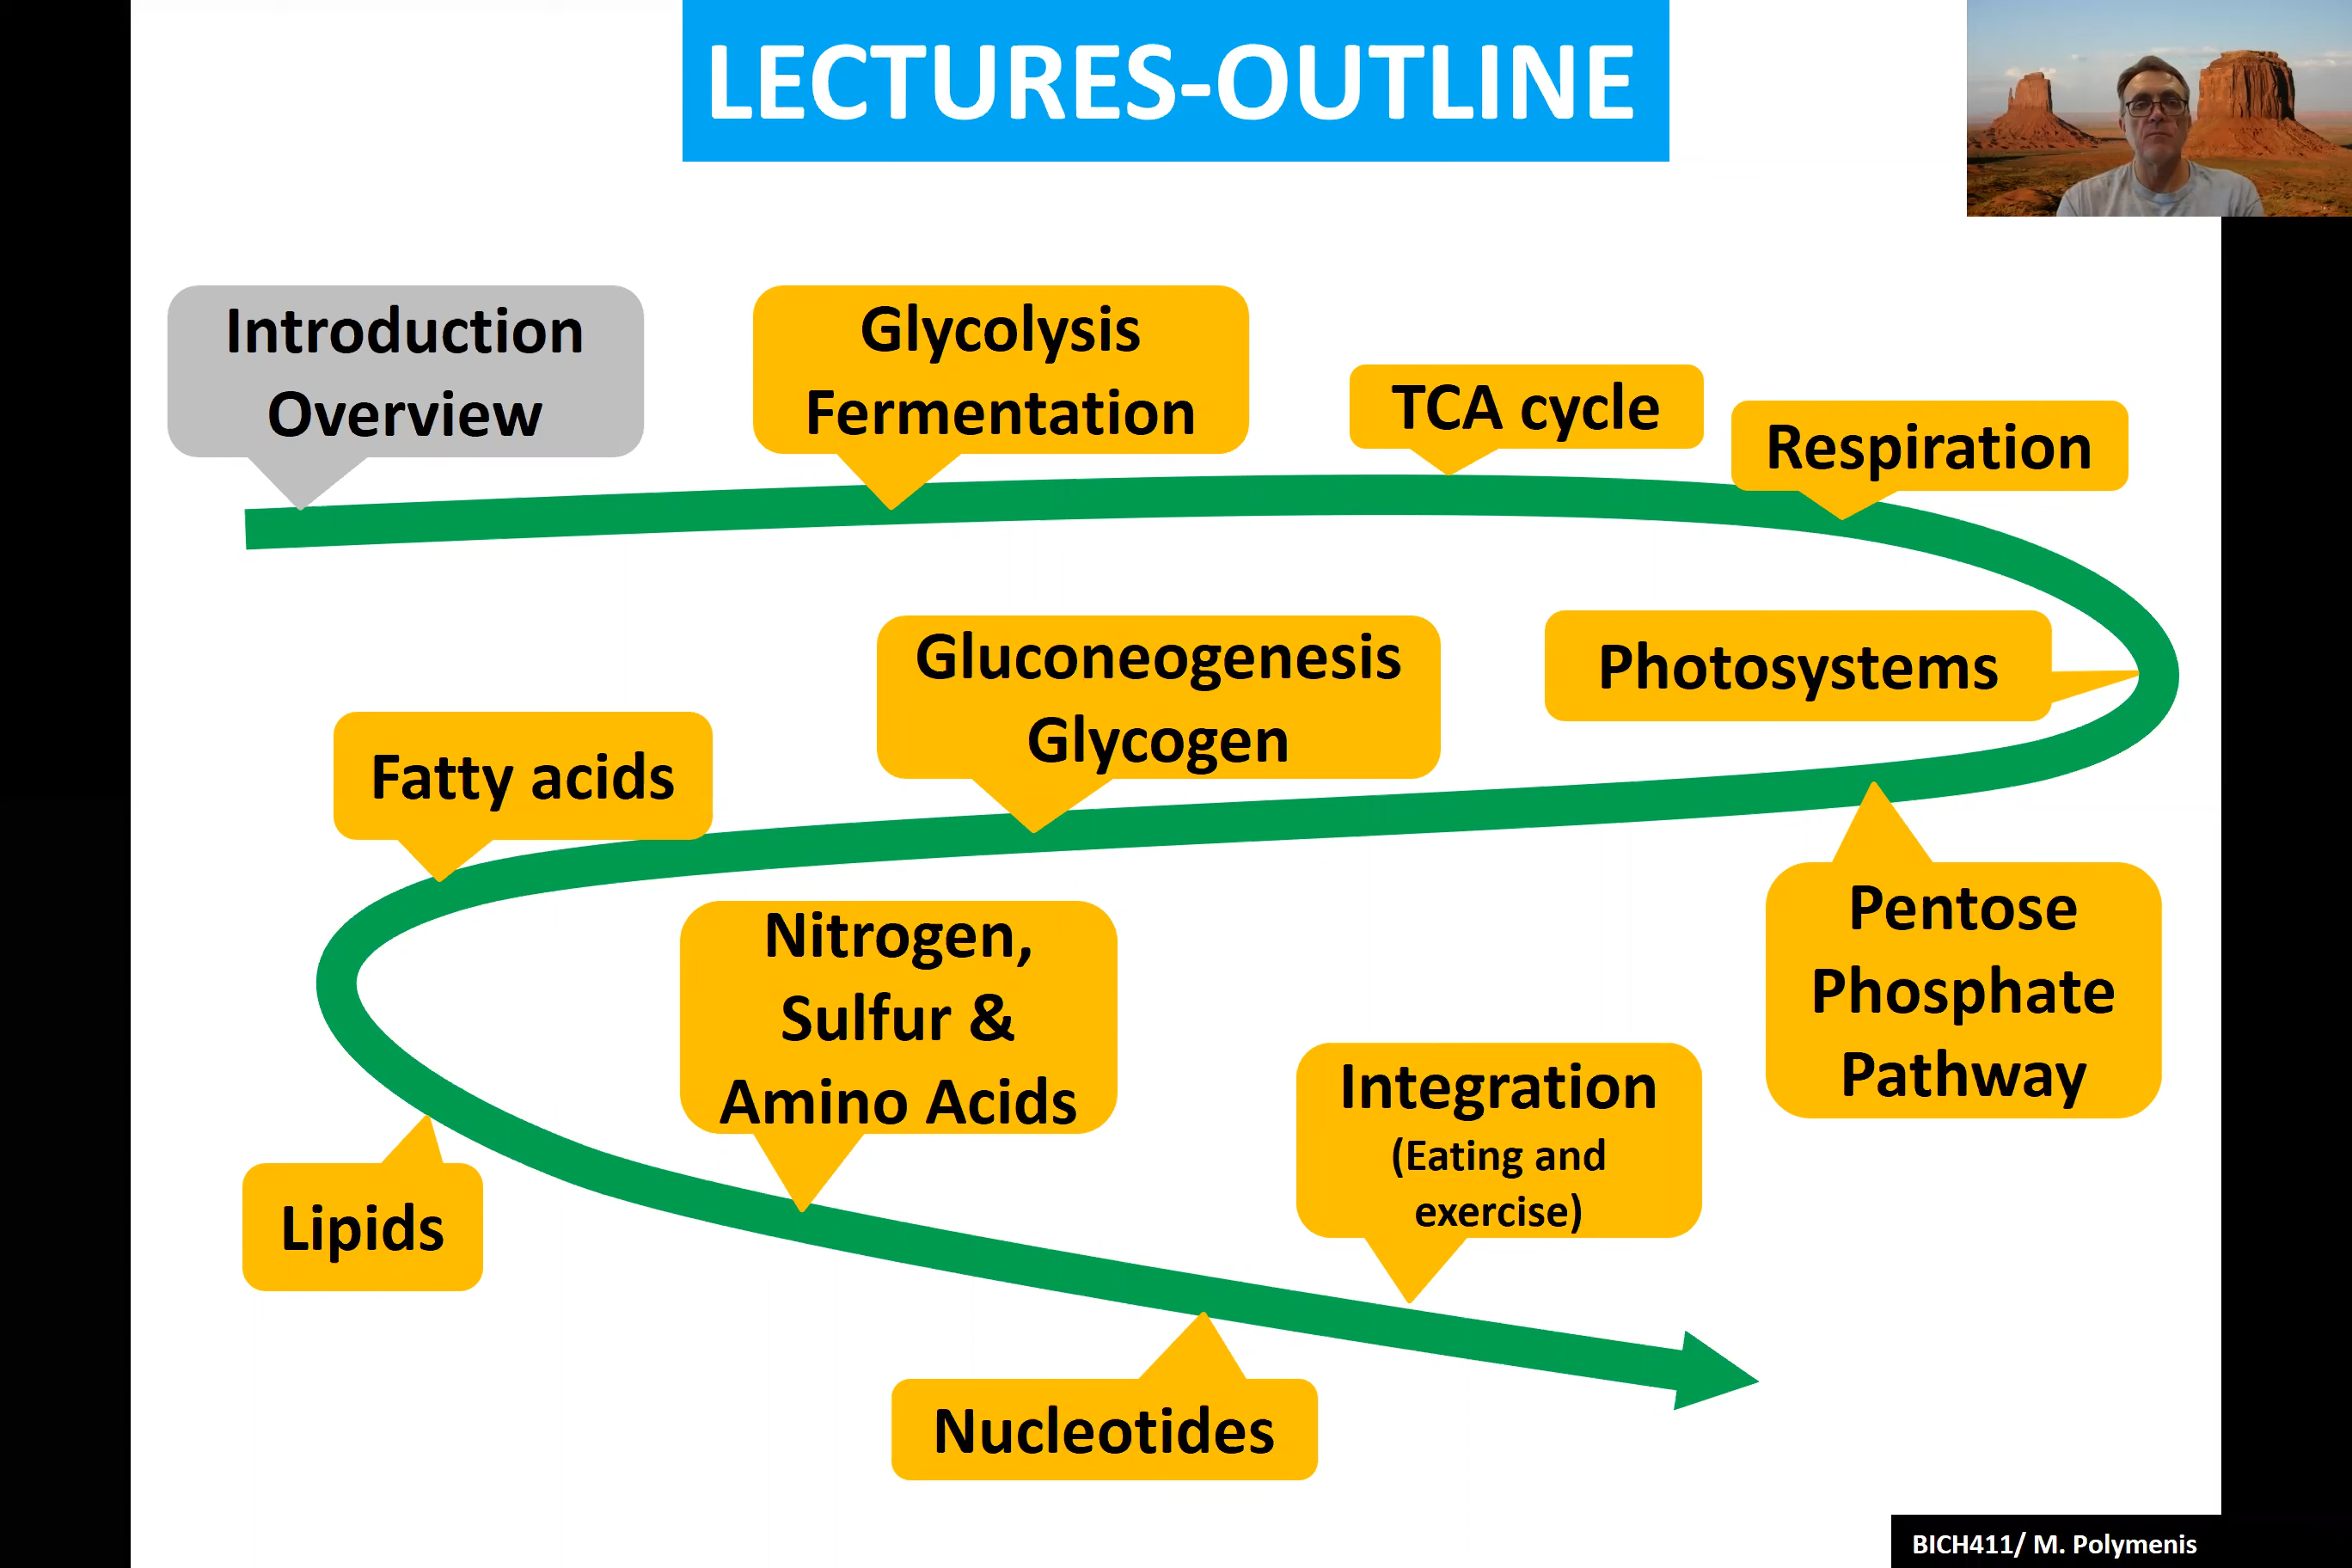 LECTURES-OUTLINE
Introduction
Overview
Glycolysis
Fermentation
TCA cycle
Respiration
Photosystems
Pentose
Phosphate
Pathway
Gluconeogenesis
Glycogen
Fatty acids
Lipids
Nitrogen,
Sulfur &
Amino Acids
Nucleotides
Integration
(Eating and
exercise)
BICH411/ M. Polymenis